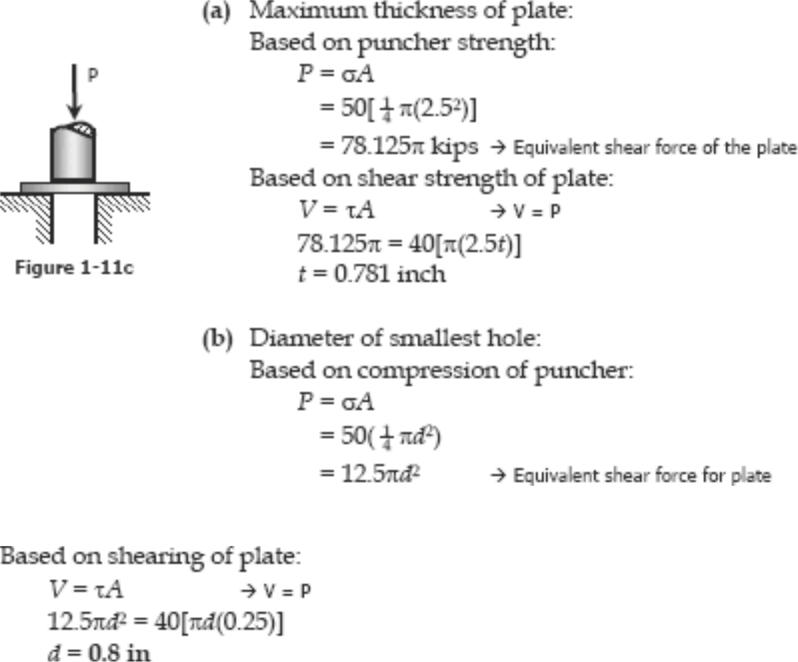 (a) Maximum thickness of plate:
Based on puncher strength:
P
P = σA
= 50[¼ π(2.5²)]
= 78.125π kips → Equivalent shear force of the plate
Based on shear strength of plate:
V = τA → V = P
78.125π = 40[π(2.5t)]
t = 0.781 inch
Figure 1-11c
(b) Diameter of smallest hole:
Based on compression of puncher:
P = σA
= 50(¼ πd²)
= 12.5πd² → Equivalent shear force for plate
Based on shearing of plate:
V = τA → V = P
12.5πd² = 40[πd(0.25)]
d = 0.8 in